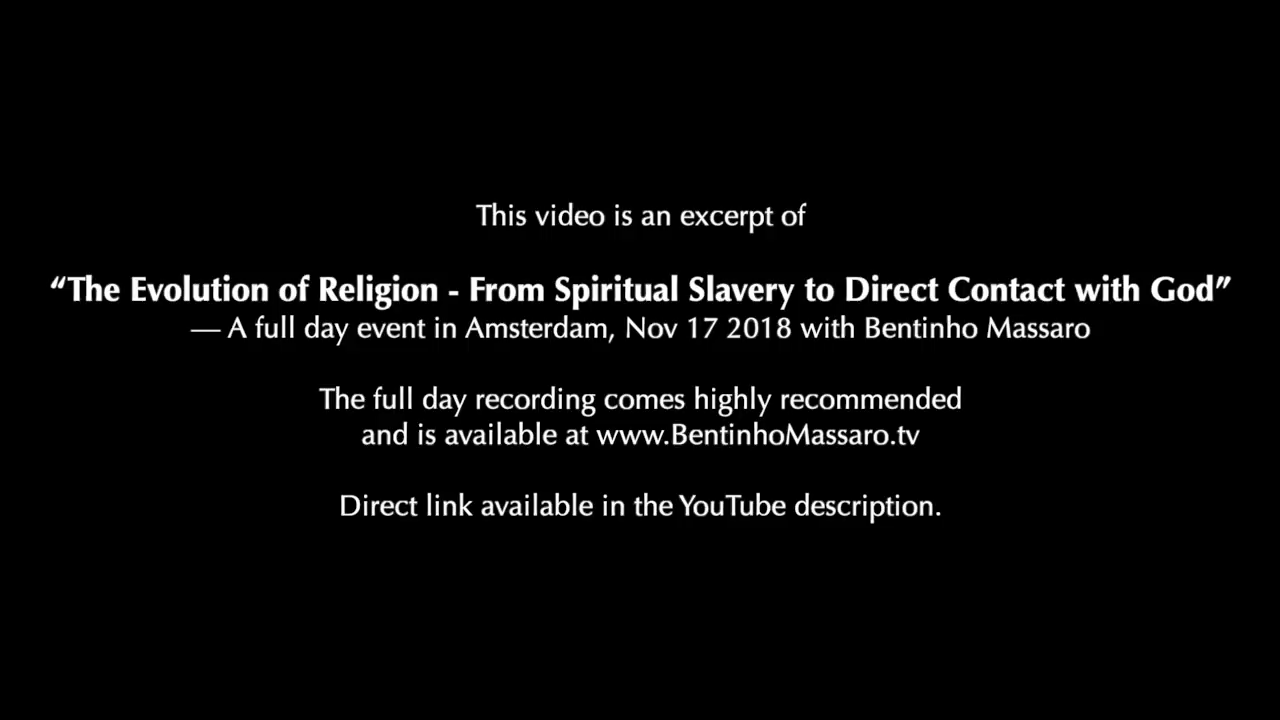 This video is an excerpt of
“The Evolution of Religion - From Spiritual Slavery to Direct Contact with God”
— A full day event in Amsterdam, Nov 17 2018 with Bentinho Massaro
The full day recording comes highly recommended
and is available at www.BentinhoMassaro.tv
Direct link available in the YouTube description.